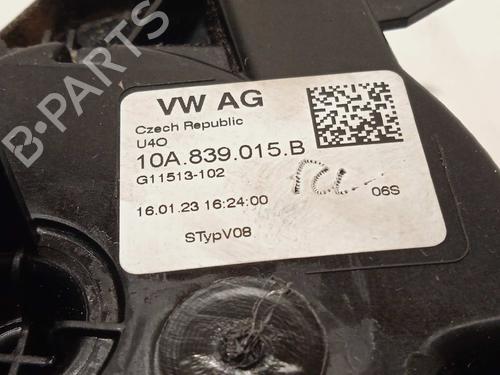 VW AG
Czech Republic
U4O
10A.839.015.B
G11513-102
06S
16.01.23 16:24:00
STypV08
B-PARTS